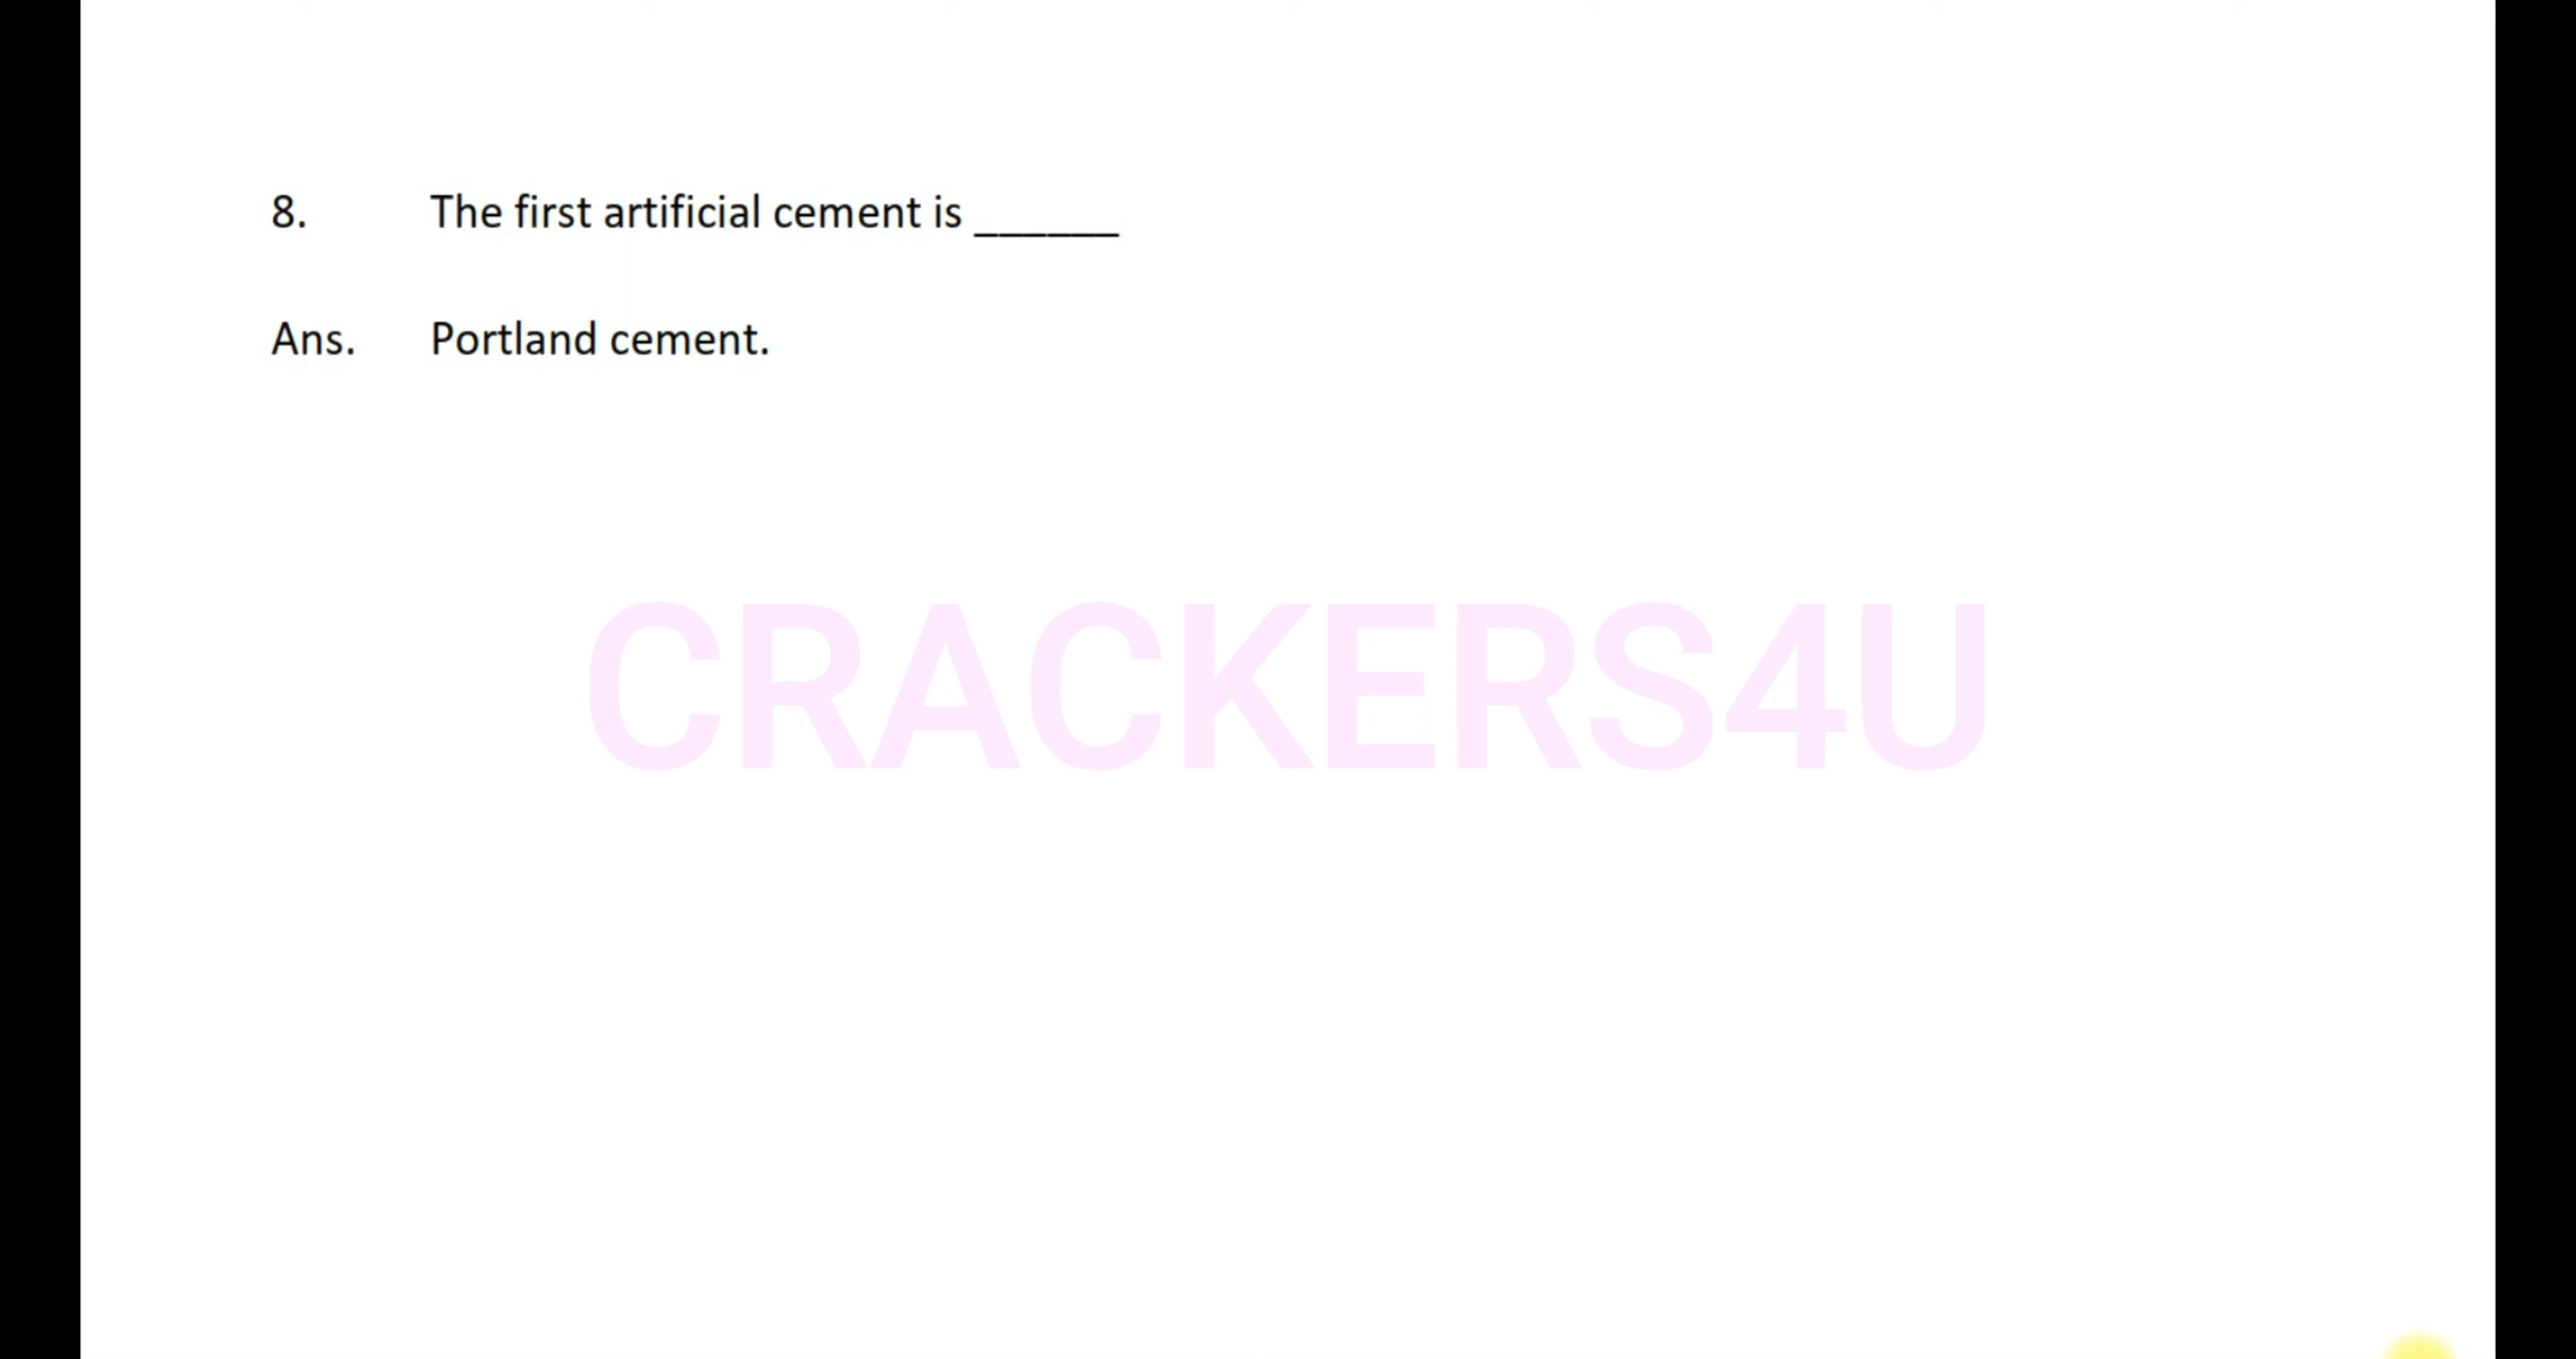 8. The first artificial cement is ______
Ans. Portland cement.
CRACKERS4U